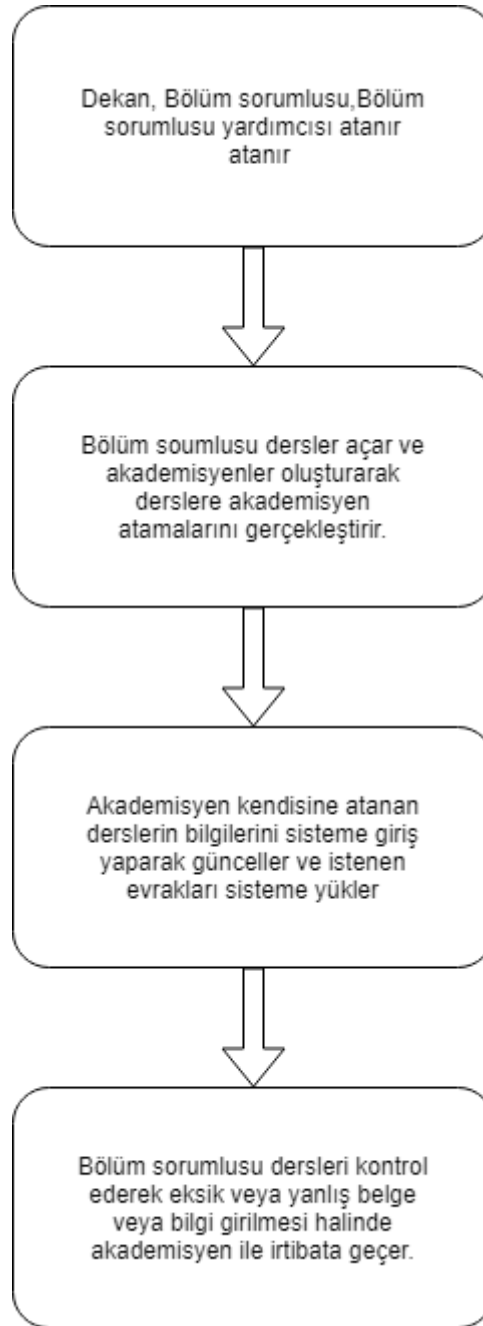 Dekan, Bölüm sorumlusu,Bölüm
sorumlusu yardımcısı atanır
atanır
Bölüm soumlusu dersler açar ve
akademisyenler oluşturarak
derslere akademisyen
atamalarını gerçekleştirir.
Akademisyen kendisine atanan
derslerin bilgilerini sisteme giriş
yaparak günceller ve istenen
evrakları sisteme yükler
Bölüm sorumlusu dersleri kontrol
ederek eksik veya yanlış belge
veya bilgi girilmesi halinde
akademisyen ile irtibata geçer.